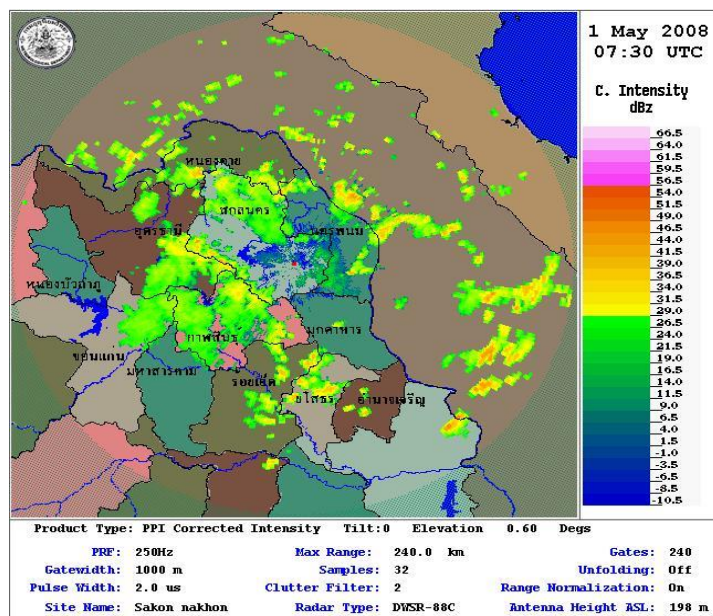 1 May 2008
07:30 UTC
C. Intensity
dBz
66.5
64.0
61.5
56.5
54.0
49.0
46.5
44.0
41.5
39.0
36.5
34.0
31.5
29.0
26.5
24.0
21.5
19.0
16.5
14.0
11.5
9.0
6.5
4.0
1.5
-1.0
-3.5
-6.0
-8.5
-10.5
หนองคาย
สกลนคร
นครพนม
อุดรธานี
หนองบัวลำภู
ขอนแกน
มหาสารคาม
กาฬสินธุ
มุกดาหาร
รอยเอ็ด
ยโสธร
อำนาจเจริญ
Product Type: PPI Corrected Intensity Tilt:0 Elevation 0.60 Degs
PRF: 250Hz Max Range: 240.0 km Gates: 240
Gatewidth: 1000 m Samples: 32 Unfolding: Off
Pulse Width: 2.0 us Clutter Filter: 2 Range Normalization: On
Site Name: Sakon nakhon Radar Type: DWSR-88C Antenna Height ASL: 198 m